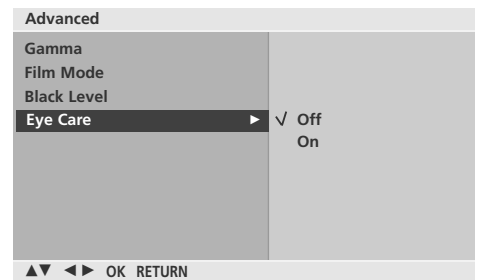 Advanced
Gamma
Film Mode
Black Level
Eye Care ► √ Off
On
▲▼ ◄► OK RETURN